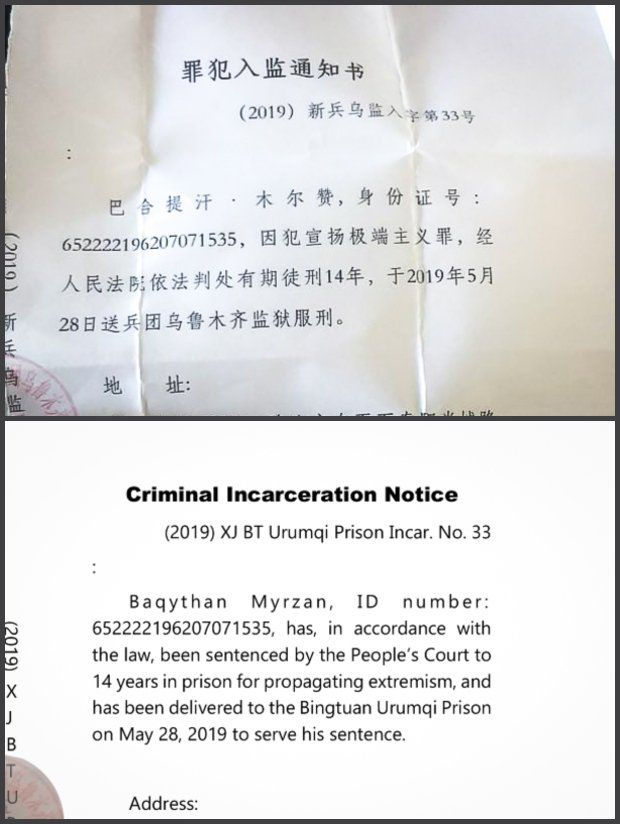 罪犯入监通知书
（2019）新兵乌监入字第33号
：
巴合提汗·木尔赞，身份证号：
652222196207071535，因犯宣扬极端主义罪，经
人民法院依法判处有期徒刑14年，于2019年5月
28日送兵团乌鲁木齐监狱服刑。
地 址:
（2019）新兵乌监
Criminal Incarceration Notice
(2019) XJ BT Urumqi Prison Incar. No. 33
:
Baqythan Myrzan, ID number:
652222196207071535, has, in accordance with
the law, been sentenced by the People's Court to
14 years in prison for propagating extremism, and
has been delivered to the Bingtuan Urumqi Prison
on May 28, 2019 to serve his sentence.
Address:
(2019) X J B T U